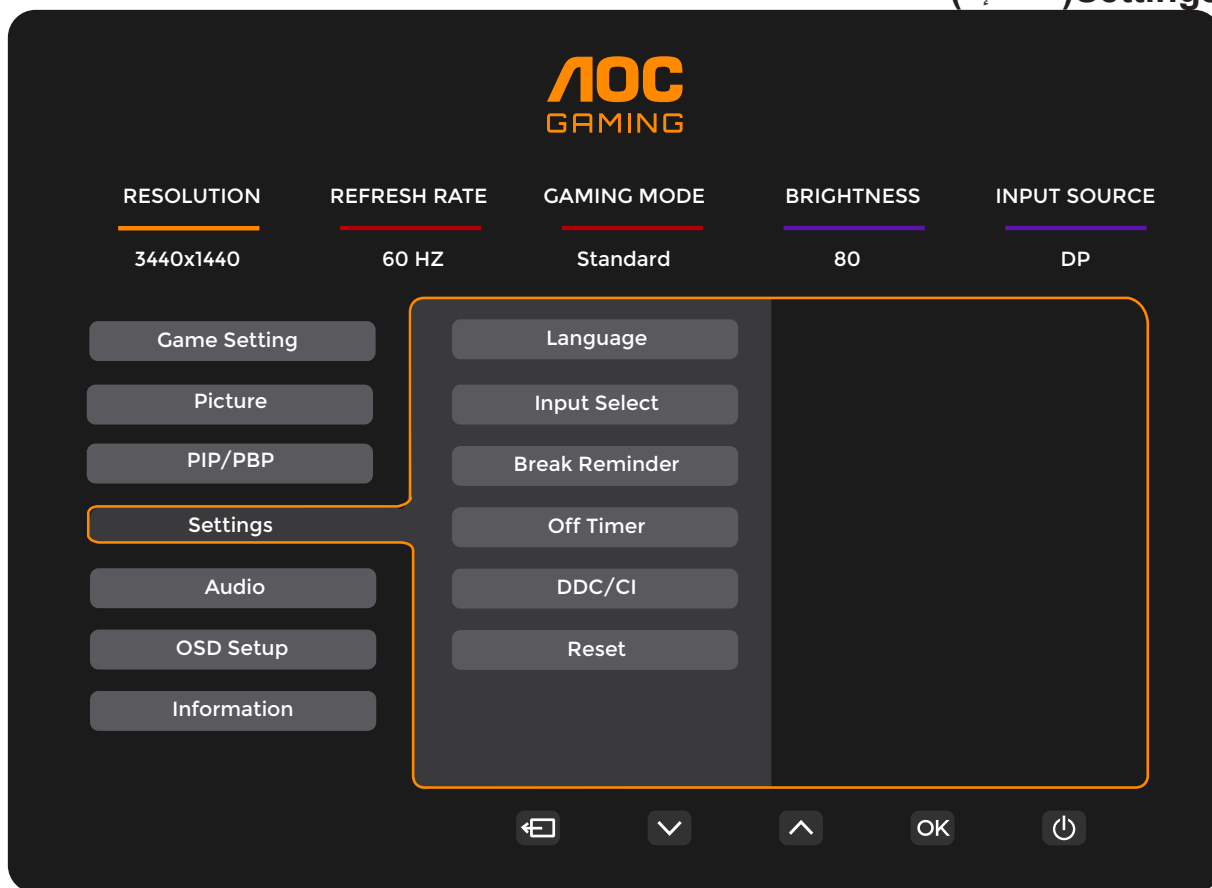 AOC
GAMING
RESOLUTION REFRESH RATE GAMING MODE BRIGHTNESS INPUT SOURCE
3440x1440 60 HZ Standard 80 DP
Game Setting
Picture
PIP/PBP
Settings
Audio
OSD Setup
Information
Language
Input Select
Break Reminder
Off Timer
DDC/CI
Reset
OK